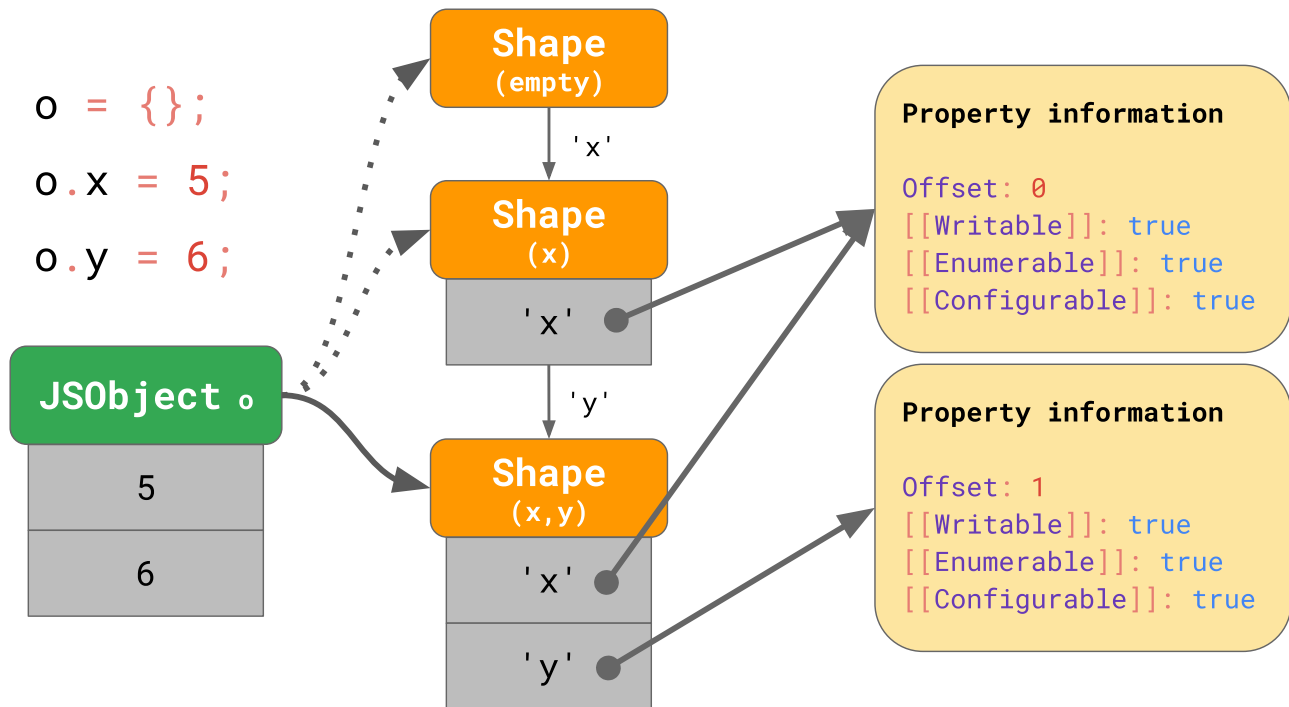 o = {};
o.x = 5;
o.y = 6;
JSObject o
5
6
Shape
(empty)
'x'
Shape
(x)
'x'
'y'
Shape
(x,y)
'x'
'y'
Property information
Offset: 0
[[Writable]]: true
[[Enumerable]]: true
[[Configurable]]: true
Property information
Offset: 1
[[Writable]]: true
[[Enumerable]]: true
[[Configurable]]: true